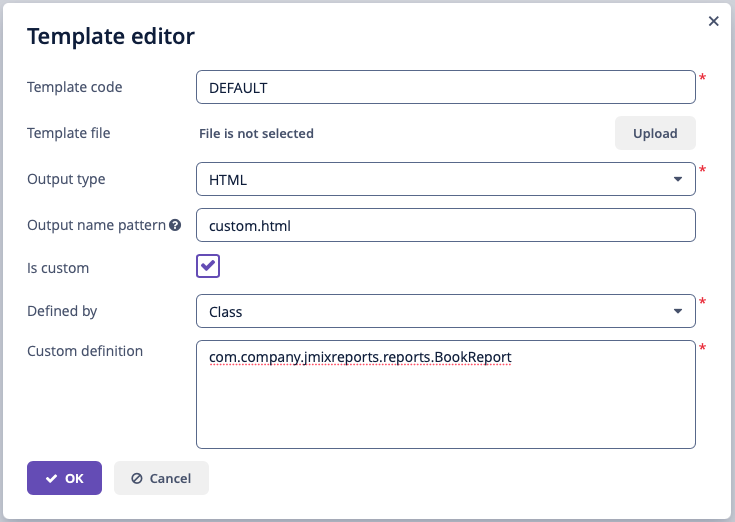 Template editor
Template code DEFAULT *
Template file File is not selected Upload
Output type HTML *
Output name pattern custom.html
Is custom
Defined by Class *
Custom definition com.company.jmixreports.reports.BookReport *
OK Cancel